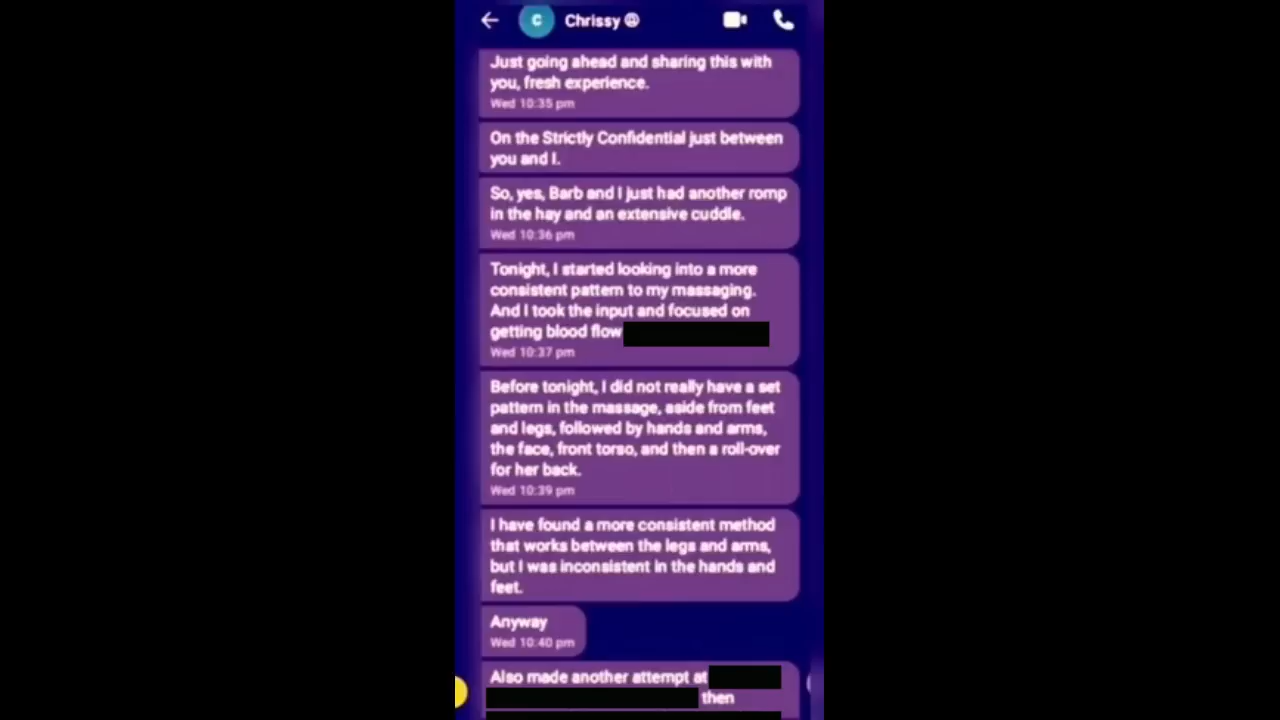 C Chrissy @
Just going ahead and sharing this with
you, fresh experience.
Wed 10:35 pm
On the Strictly Confidential just between
you and I.
So, yes, Barb and I just had another romp
in the hay and an extensive cuddle.
Wed 10:36 pm
Tonight, I started looking into a more
consistent pattern to my massaging.
And I took the input and focused on
getting blood flow
Wed 10:37 pm
Before tonight, I did not really have a set
pattern in the massage, aside from feet
and legs, followed by hands and arms,
the face, front torso, and then a roll-over
for her back.
Wed 10:39 pm
I have found a more consistent method
that works between the legs and arms,
but I was inconsistent in the hands and
feet.
Anyway
Wed 10:40 pm
Also made another attempt at
then